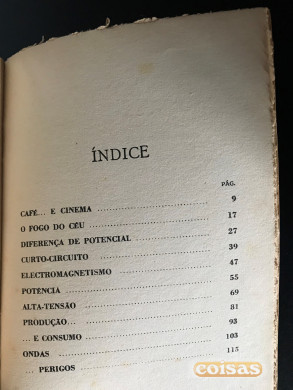 ÍNDICE
PÁG.
CAFÉ... E CINEMA . . . . . . 9
O FOGO DO CÉU . . . . . . 17
DIFERENÇA DE POTENCIAL . . . . 27
CURTO-CIRCUITO . . . . . . 39
ELECTROMAGNETISMO . . . . . 47
POTÊNCIA . . . . . . . 55
ALTA-TENSÃO . . . . . . . 69
PRODUÇÃO... . . . . . . . 81
... E CONSUMO . . . . . . . 93
ONDAS . . . . . . . 103
... PERIGOS . . . . . . . 115
coisas